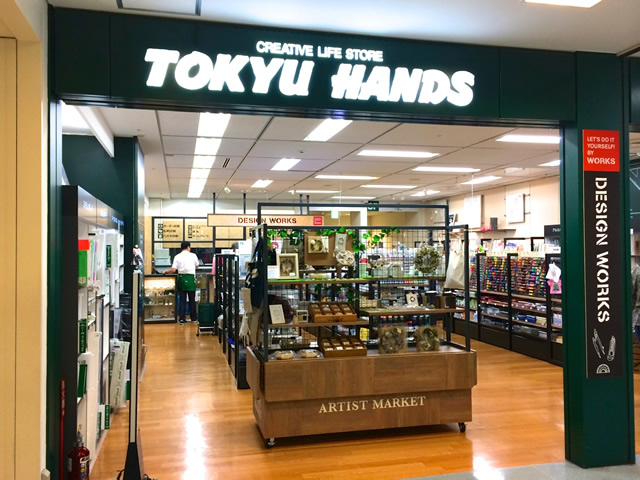 CREATIVE LIFE STORE
TOKYU HANDS
LET'S DO IT
YOURSELF!
BY
WORKS
DESIGN WORKS
DESIGN WORKS
ARTIST MARKET